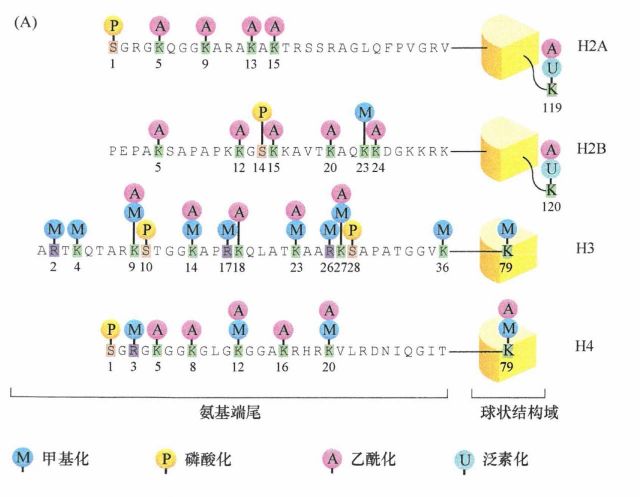 (A)
P A A A A
SGRGKQGGKARAKAKTRSSRAGLQFPVGRV
H2A
1 5 9 13 15
A
U
K
119
P M
A A A A A
PEPAKSAPAPKKGSKKAVTKAQKKDGKKRK
H2B
5 12 14 15 20 23 24
A
U
K
120
A A
M A A A M
M M P M M M M P M M
ARTKQTARKSTGGKAPRKQLATKAARKSAPATGGVK K
H3
2 4 9 10 14 17 18 23 26 27 28 36 79
A A A
P M A A M A M M
SGRGKGGKGLGKGGAKRHRKVLRDNIQGIT K
H4
1 3 5 8 12 16 20 79
氨基端尾 球状结构域
M 甲基化 P 磷酸化 A 乙酰化 U 泛素化